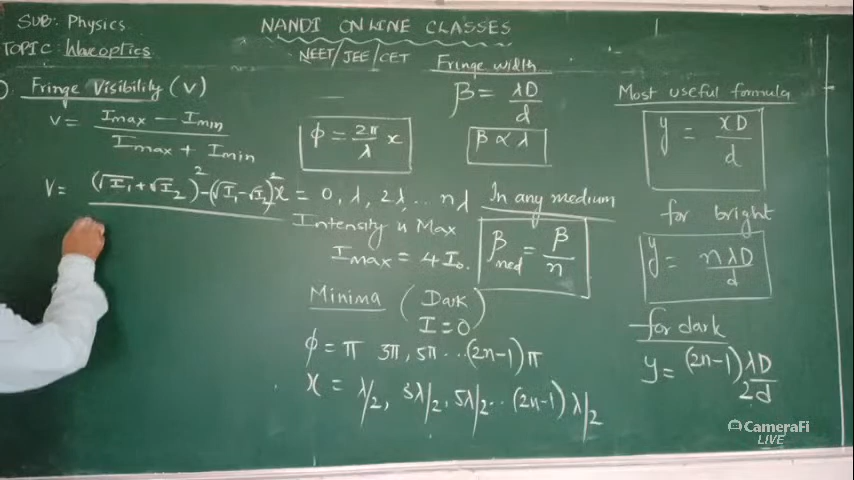 SUB: Physics
TOPIC: Wave optics
NANDI ONLINE CLASSES
NEET/JEE/CET
Fringe Visibility (V)
V = (Imax − Imin) / (Imax + Imin)
V = (√I₁ + √I₂)² − (√I₁ − √I₂)²
ϕ = 2π/λ x
x = 0, λ, 2λ, .. nλ
Intensity is Max
Imax = 4I₀
Minima (Dark I = 0)
ϕ = π 3π, 5π ... (2n−1)π
x = λ/2, 3λ/2, 5λ/2 .. (2n−1) λ/2
Fringe width
β = λD/d
β ∝ λ
In any medium
βmed = β/n
Most useful formula
y = xD/d
for bright
y = nλD/d
for dark
y = (2n−1) λD/2d
CameraFi
LIVE